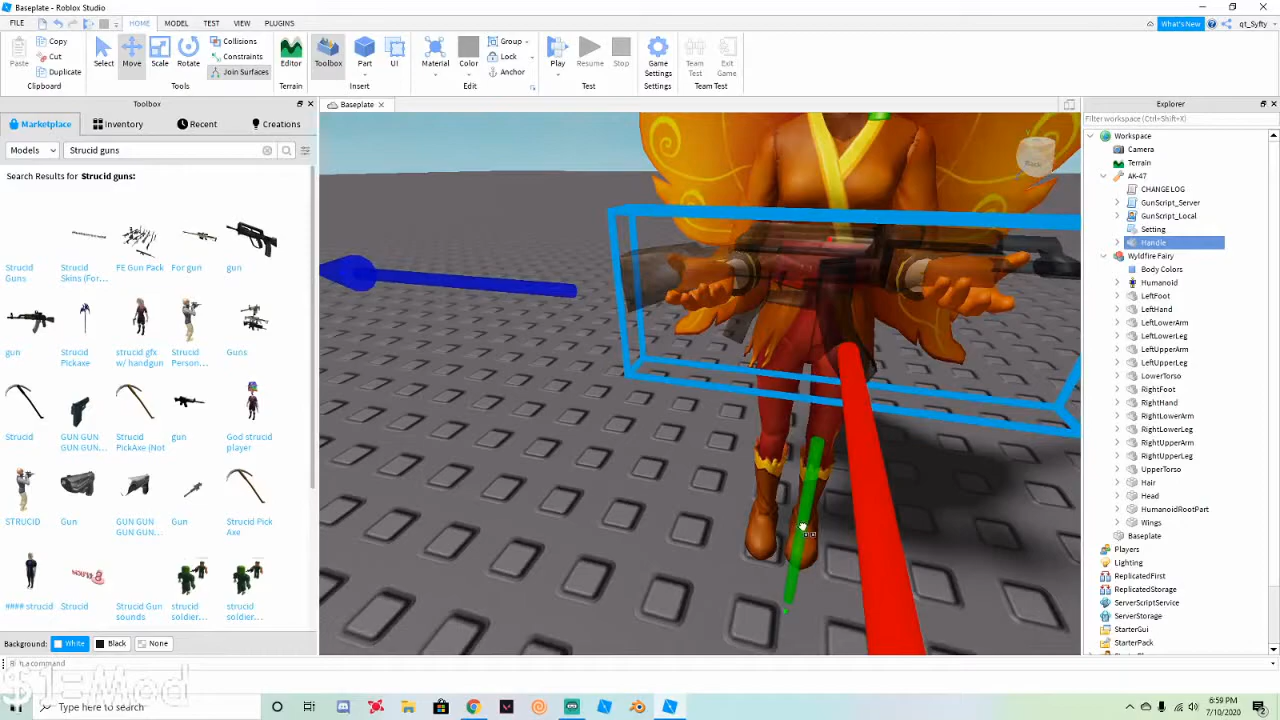 Baseplate - Roblox Studio
FILE HOME MODEL TEST VIEW PLUGINS What's New qt_Syfty
Paste Copy Cut Duplicate Clipboard
Select Move Scale Rotate Collisions Constraints Join Surfaces Tools
Editor Terrain
Toolbox Part UI Insert
Material Color Group Lock Anchor Edit
Play Resume Stop Test
Game Settings Settings
Team Test Exit Game Team Test
Toolbox
Marketplace Inventory Recent Creations
Models Strucid guns
Search Results for Strucid guns:
Strucid Guns
Strucid Skins (For...
FE Gun Pack
For gun
gun
gun
Strucid Pickaxe
strucid gfx w/ handgun
Strucid Person...
Guns
Strucid
GUN GUN GUN GUN...
Strucid PickAxe (Not
gun
God strucid player
STRUCID
Gun
GUN GUN GUN GUN...
Gun
Strucid Pick Axe
#### strucid
Strucid
Strucid Gun sounds
strucid soldier...
strucid soldier...
Background: White Black None
Baseplate
Back
Explorer
Filter workspace (Ctrl+Shift+X)
Workspace
Camera
Terrain
AK-47
CHANGELOG
GunScript_Server
GunScript_Local
Setting
Handle
Wyldfire Fairy
Body Colors
Humanoid
LeftFoot
LeftHand
LeftLowerArm
LeftLowerLeg
LeftUpperArm
LeftUpperLeg
LowerTorso
RightFoot
RightHand
RightLowerArm
RightLowerLeg
RightUpperArm
RightUpperLeg
UpperTorso
Hair
Head
HumanoidRootPart
Wings
Baseplate
Players
Lighting
ReplicatedFirst
ReplicatedStorage
ServerScriptService
ServerStorage
StarterGui
StarterPack
a command
$1=Mod
Type here to search
6:59 PM
7/10/2020